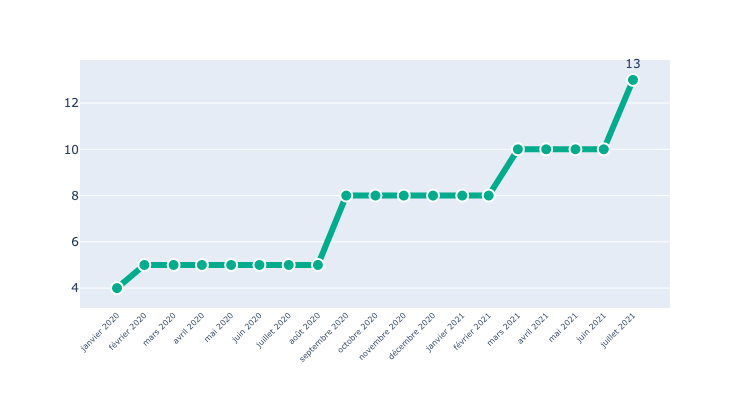 13
12
10
8
6
4
janvier 2020
février 2020
mars 2020
avril 2020
mai 2020
juin 2020
juillet 2020
août 2020
septembre 2020
octobre 2020
novembre 2020
décembre 2020
janvier 2021
février 2021
mars 2021
avril 2021
mai 2021
juin 2021
juillet 2021